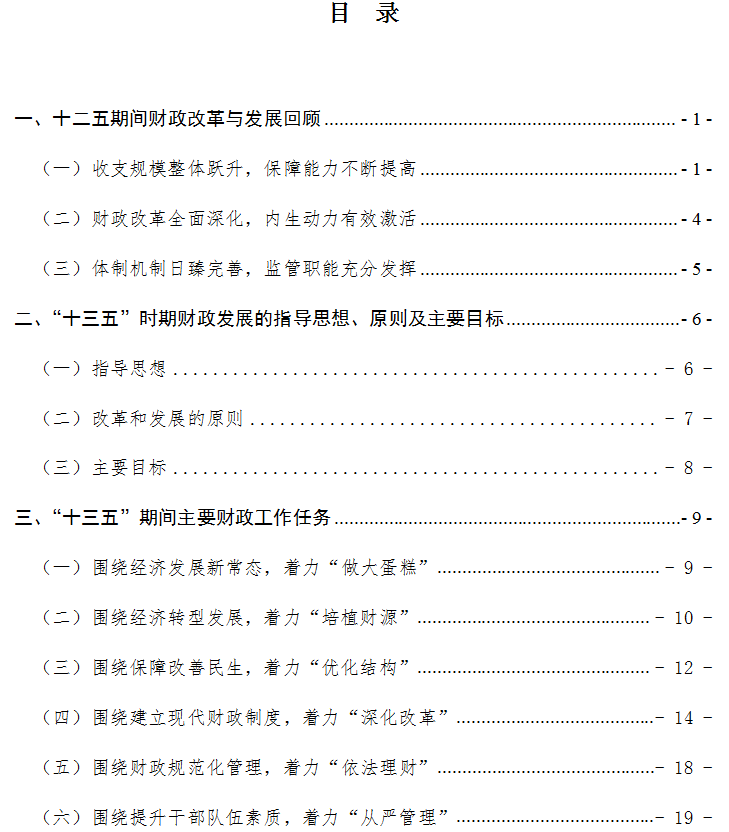 目 录
一、十二五期间财政改革与发展回顾 - 1 -
（一）收支规模整体跃升，保障能力不断提高 - 1 -
（二）财政改革全面深化，内生动力有效激活 - 4 -
（三）体制机制日臻完善，监管职能充分发挥 - 5 -
二、“十三五”时期财政发展的指导思想、原则及主要目标 - 6 -
（一）指导思想 - 6 -
（二）改革和发展的原则 - 7 -
（三）主要目标 - 8 -
三、“十三五”期间主要财政工作任务 - 9 -
（一）围绕经济发展新常态，着力“做大蛋糕” - 9 -
（二）围绕经济转型发展，着力“培植财源” - 10 -
（三）围绕保障改善民生，着力“优化结构” - 12 -
（四）围绕建立现代财政制度，着力“深化改革” - 14 -
（五）围绕财政规范化管理，着力“依法理财” - 18 -
（六）围绕提升干部队伍素质，着力“从严管理” - 19 -